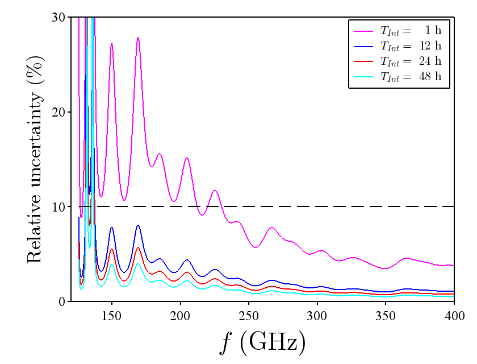 30
20
10
0
150
200
250
300
350
400
Relative uncertainty (%)
f (GHz)
T_Int = 1 h
T_Int = 12 h
T_Int = 24 h
T_Int = 48 h